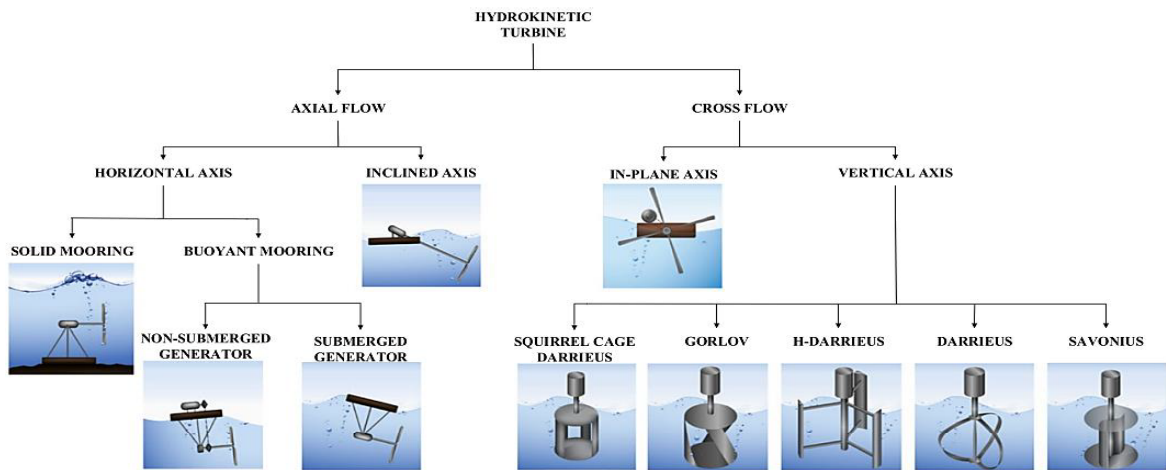 HYDROKINETIC
TURBINE
AXIAL FLOW
CROSS FLOW
HORIZONTAL AXIS
INCLINED AXIS
IN-PLANE AXIS
VERTICAL AXIS
SOLID MOORING
BUOYANT MOORING
NON-SUBMERGED
GENERATOR
SUBMERGED
GENERATOR
SQUIRREL CAGE
DARRIEUS
GORLOV
H-DARRIEUS
DARRIEUS
SAVONIUS